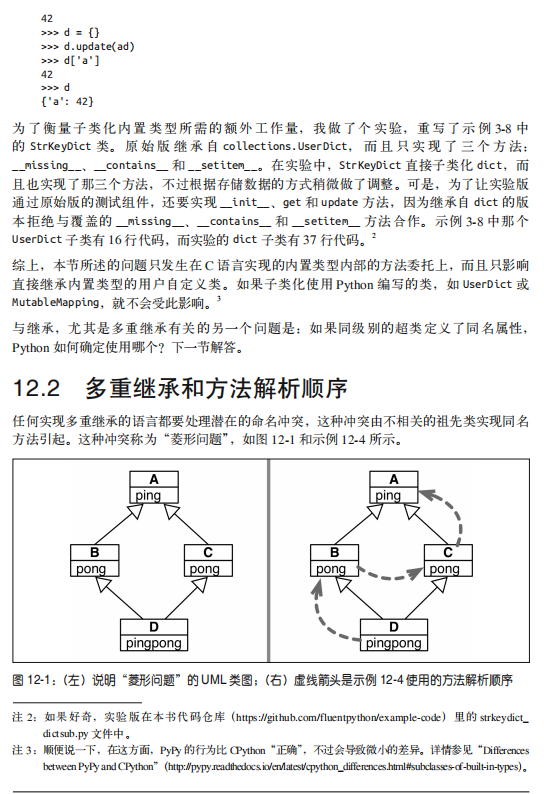 42
>>> d = {}
>>> d.update(ad)
>>> d['a']
42
>>> d
{'a': 42}
为了衡量子类化内置类型所需的额外工作量，我做了个实验，重写了示例 3-8 中
的 StrKeyDict 类。原始版继承自 collections.UserDict，而且只实现了三个方法：
__missing__、__contains__ 和 __setitem__。在实验中，StrKeyDict 直接子类化 dict，而
且也实现了那三个方法，不过根据存储数据的方式稍微做了调整。可是，为了让实验版
通过原始版的测试组件，还要实现 __init__、get 和 update 方法，因为继承自 dict 的版
本拒绝与覆盖的 __missing__、__contains__ 和 __setitem__ 方法合作。示例 3-8 中那个
UserDict 子类有 16 行代码，而实验的 dict 子类有 37 行代码。2
综上，本节所述的问题只发生在 C 语言实现的内置类型内部的方法委托上，而且只影响
直接继承内置类型的用户自定义类。如果子类化使用 Python 编写的类，如 UserDict 或
MutableMapping，就不会受此影响。3
与继承，尤其是多重继承有关的另一个问题是：如果同级别的超类定义了同名属性，
Python 如何确定使用哪个？下一节解答。
12.2 多重继承和方法解析顺序
任何实现多重继承的语言都要处理潜在的命名冲突，这种冲突由不相关的祖先类实现同名
方法引起。这种冲突称为“菱形问题”，如图 12-1 和示例 12-4 所示。
A
ping
B
pong
C
pong
D
pingpong
A
ping
B
pong
C
pong
D
pingpong
图 12-1：（左）说明“菱形问题”的 UML 类图；（右）虚线箭头是示例 12-4 使用的方法解析顺序
注 2：如果好奇，实验版在本书代码仓库（https://github.com/fluentpython/example-code）里的 strkeydict_
dictsub.py 文件中。
注 3：顺便说一下，在这方面，PyPy 的行为比 CPython“正确”，不过会导致微小的差异。详情参见“Differences
between PyPy and CPython”（http://pypy.readthedocs.io/en/latest/cpython_differences.html#subclasses-of-built-in-types）。